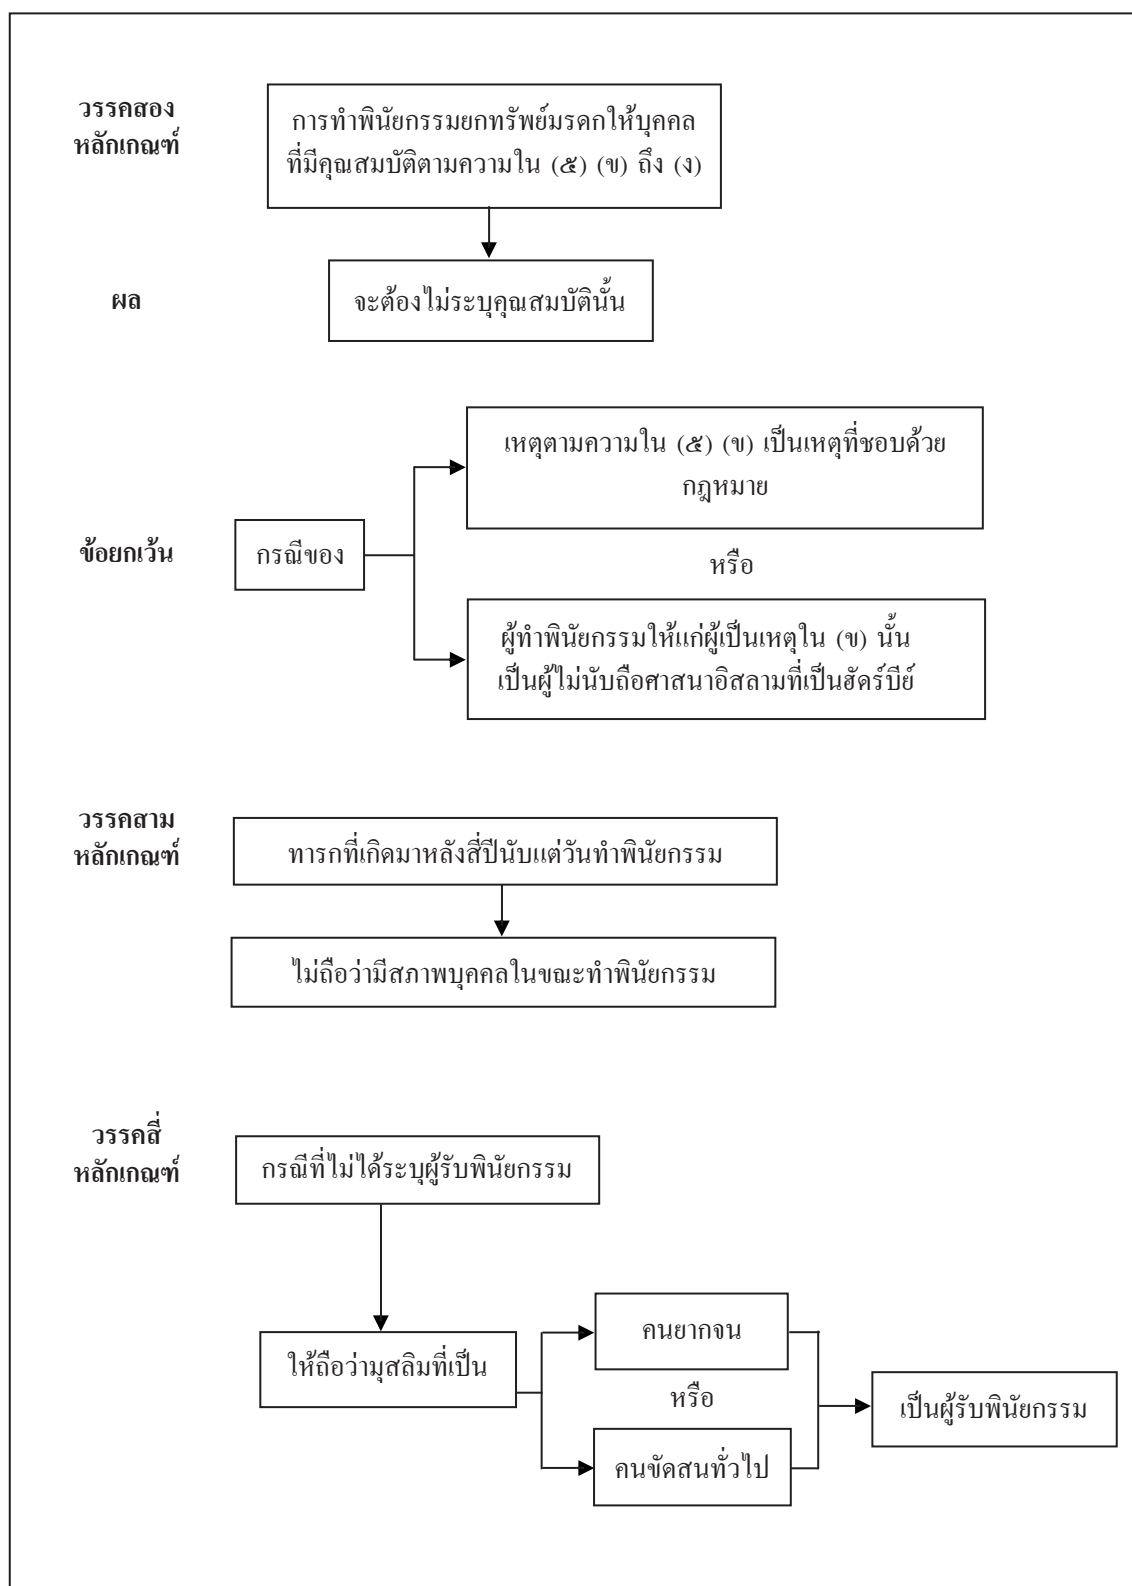 วรรคสอง
หลักเกณฑ์
การทำพินัยกรรมยกทรัพย์มรดกให้บุคคล
ที่มีคุณสมบัติตามความใน (๕) (ข) ถึง (ง)
ผล
จะต้องไม่ระบุคุณสมบัตินั้น
ข้อยกเว้น
กรณีของ
เหตุตามความใน (๕) (ข) เป็นเหตุที่ชอบด้วย
กฎหมาย
หรือ
ผู้ทำพินัยกรรมให้แก่ผู้เป็นเหตุใน (ข) นั้น
เป็นผู้ไม่นับถือศาสนาอิสลามที่เป็นฮัคร์บีย์
วรรคสาม
หลักเกณฑ์
ทารกที่เกิดมาหลังสี่ปีนับแต่วันทำพินัยกรรม
ไม่ถือว่ามีสภาพบุคคลในขณะทำพินัยกรรม
วรรคสี่
หลักเกณฑ์
กรณีที่ไม่ได้ระบุผู้รับพินัยกรรม
ให้ถือว่ามุสลิมที่เป็น
คนยากจน
หรือ
คนขัดสนทั่วไป
เป็นผู้รับพินัยกรรม